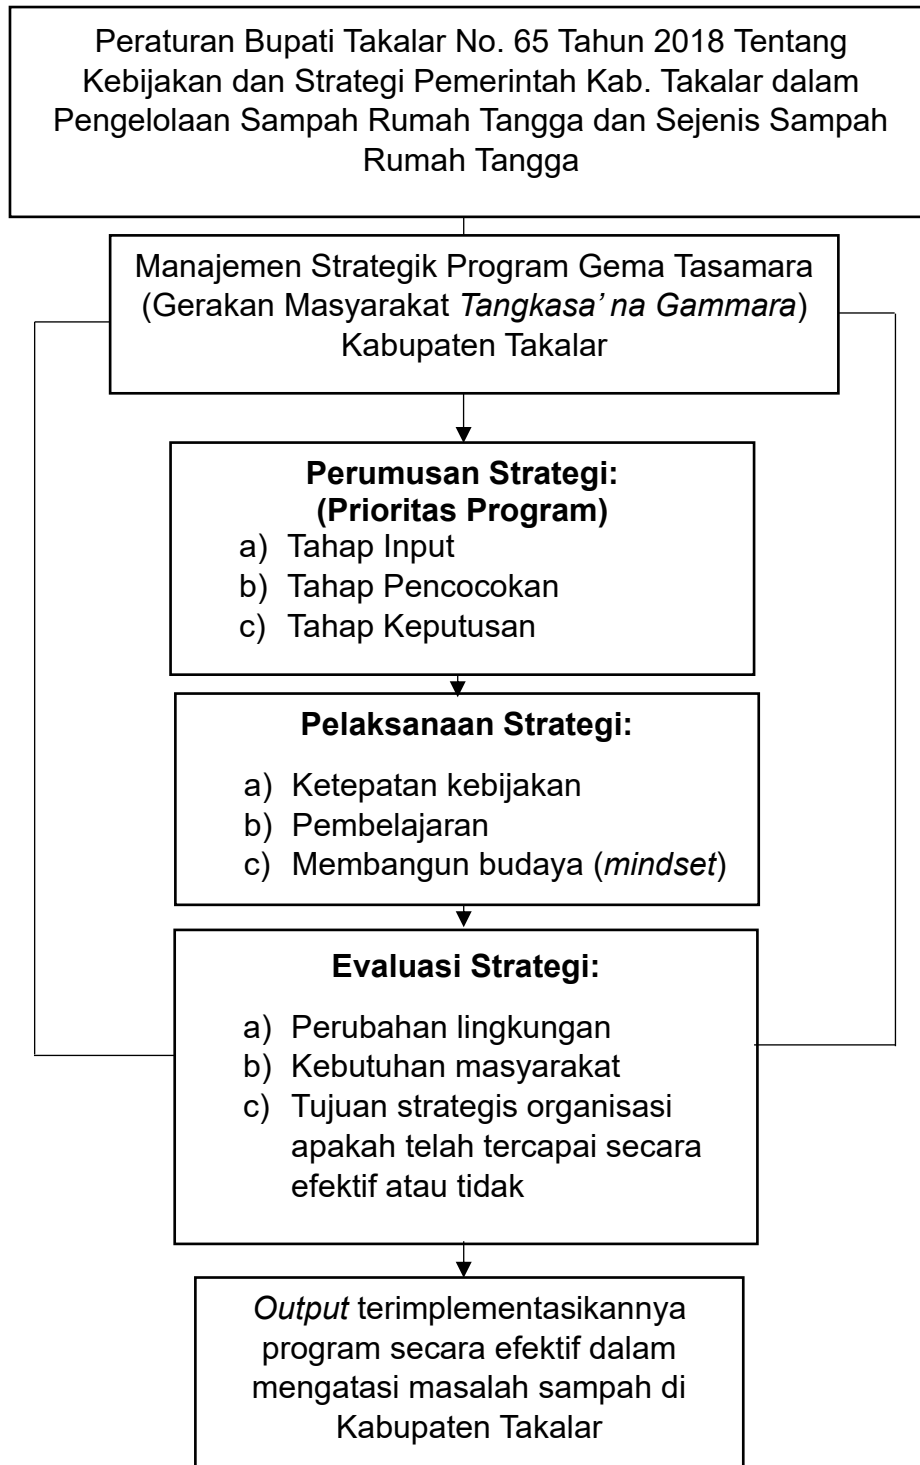 Peraturan Bupati Takalar No. 65 Tahun 2018 Tentang
Kebijakan dan Strategi Pemerintah Kab. Takalar dalam
Pengelolaan Sampah Rumah Tangga dan Sejenis Sampah
Rumah Tangga
Manajemen Strategik Program Gema Tasamara
(Gerakan Masyarakat Tangkasa’ na Gammara)
Kabupaten Takalar
Perumusan Strategi:
(Prioritas Program)
a) Tahap Input
b) Tahap Pencocokan
c) Tahap Keputusan
Pelaksanaan Strategi:
a) Ketepatan kebijakan
b) Pembelajaran
c) Membangun budaya (mindset)
Evaluasi Strategi:
a) Perubahan lingkungan
b) Kebutuhan masyarakat
c) Tujuan strategis organisasi
apakah telah tercapai secara
efektif atau tidak
Output terimplementasikannya
program secara efektif dalam
mengatasi masalah sampah di
Kabupaten Takalar